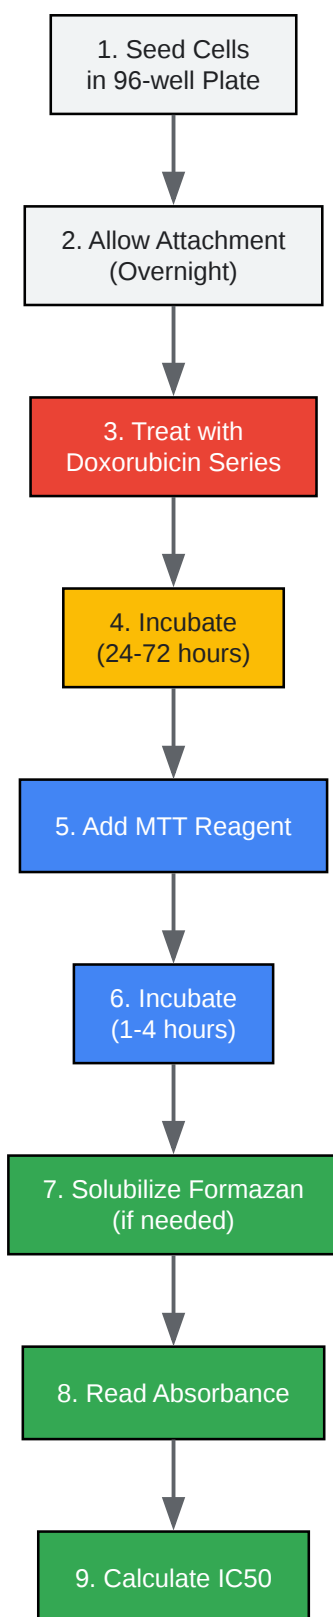 1. Seed Cells
in 96-well Plate
2. Allow Attachment
(Overnight)
3. Treat with
Doxorubicin Series
4. Incubate
(24-72 hours)
5. Add MTT Reagent
6. Incubate
(1-4 hours)
7. Solubilize Formazan
(if needed)
8. Read Absorbance
9. Calculate IC50